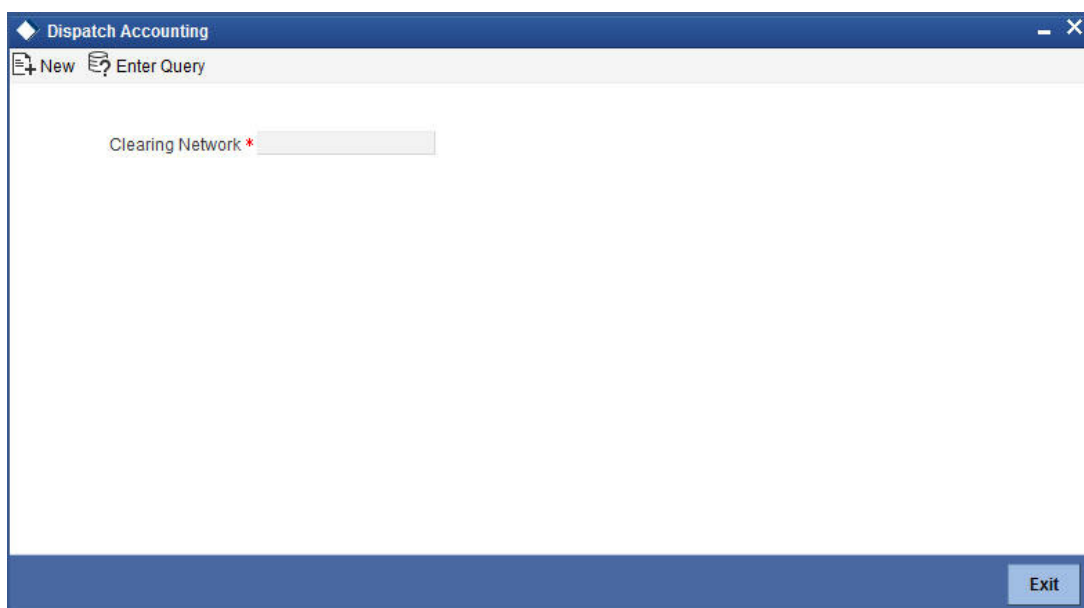 Dispatch Accounting
New Enter Query
Clearing Network *
Exit